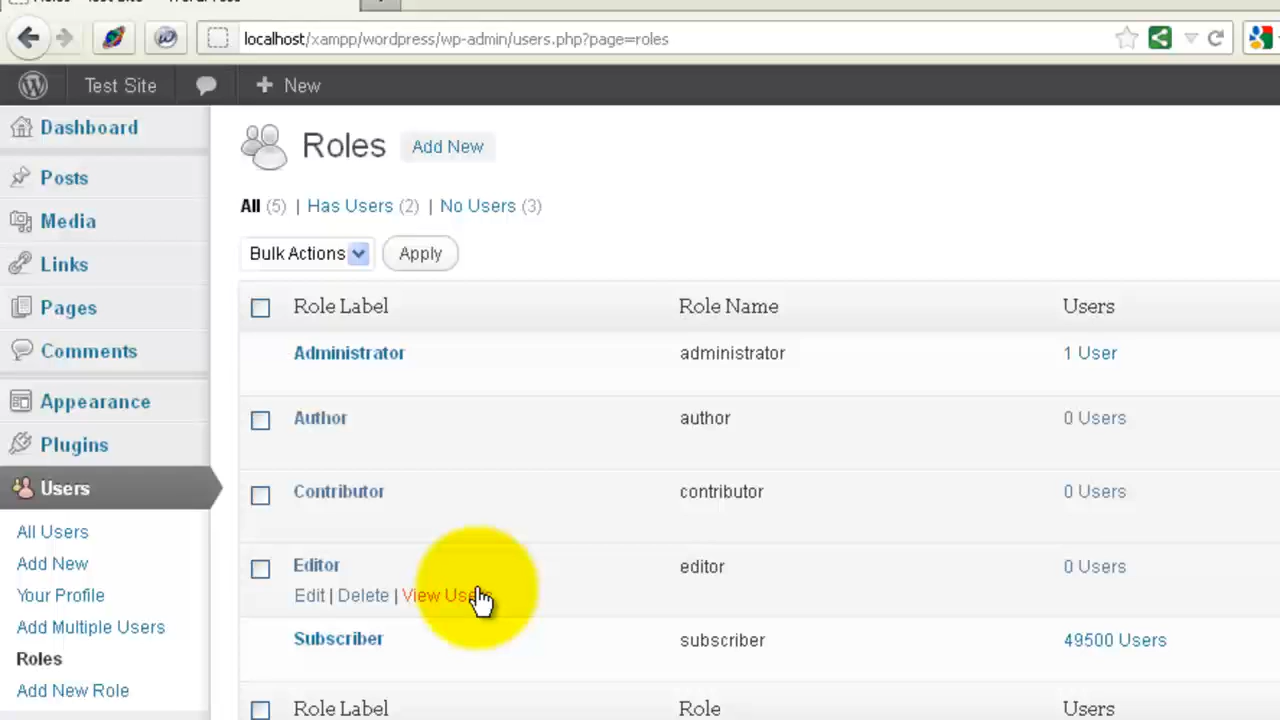 localhost/xampp/wordpress/wp-admin/users.php?page=roles
Test Site
New
Dashboard
Posts
Media
Links
Pages
Comments
Appearance
Plugins
Users
All Users
Add New
Your Profile
Add Multiple Users
Roles
Add New Role
Roles Add New
All (5) | Has Users (2) | No Users (3)
Bulk Actions Apply
Role Label Role Name Users
Administrator administrator 1 User
Author author 0 Users
Contributor contributor 0 Users
Editor editor 0 Users
Edit | Delete | View
Subscriber subscriber 49500 Users
Role Label Role Users